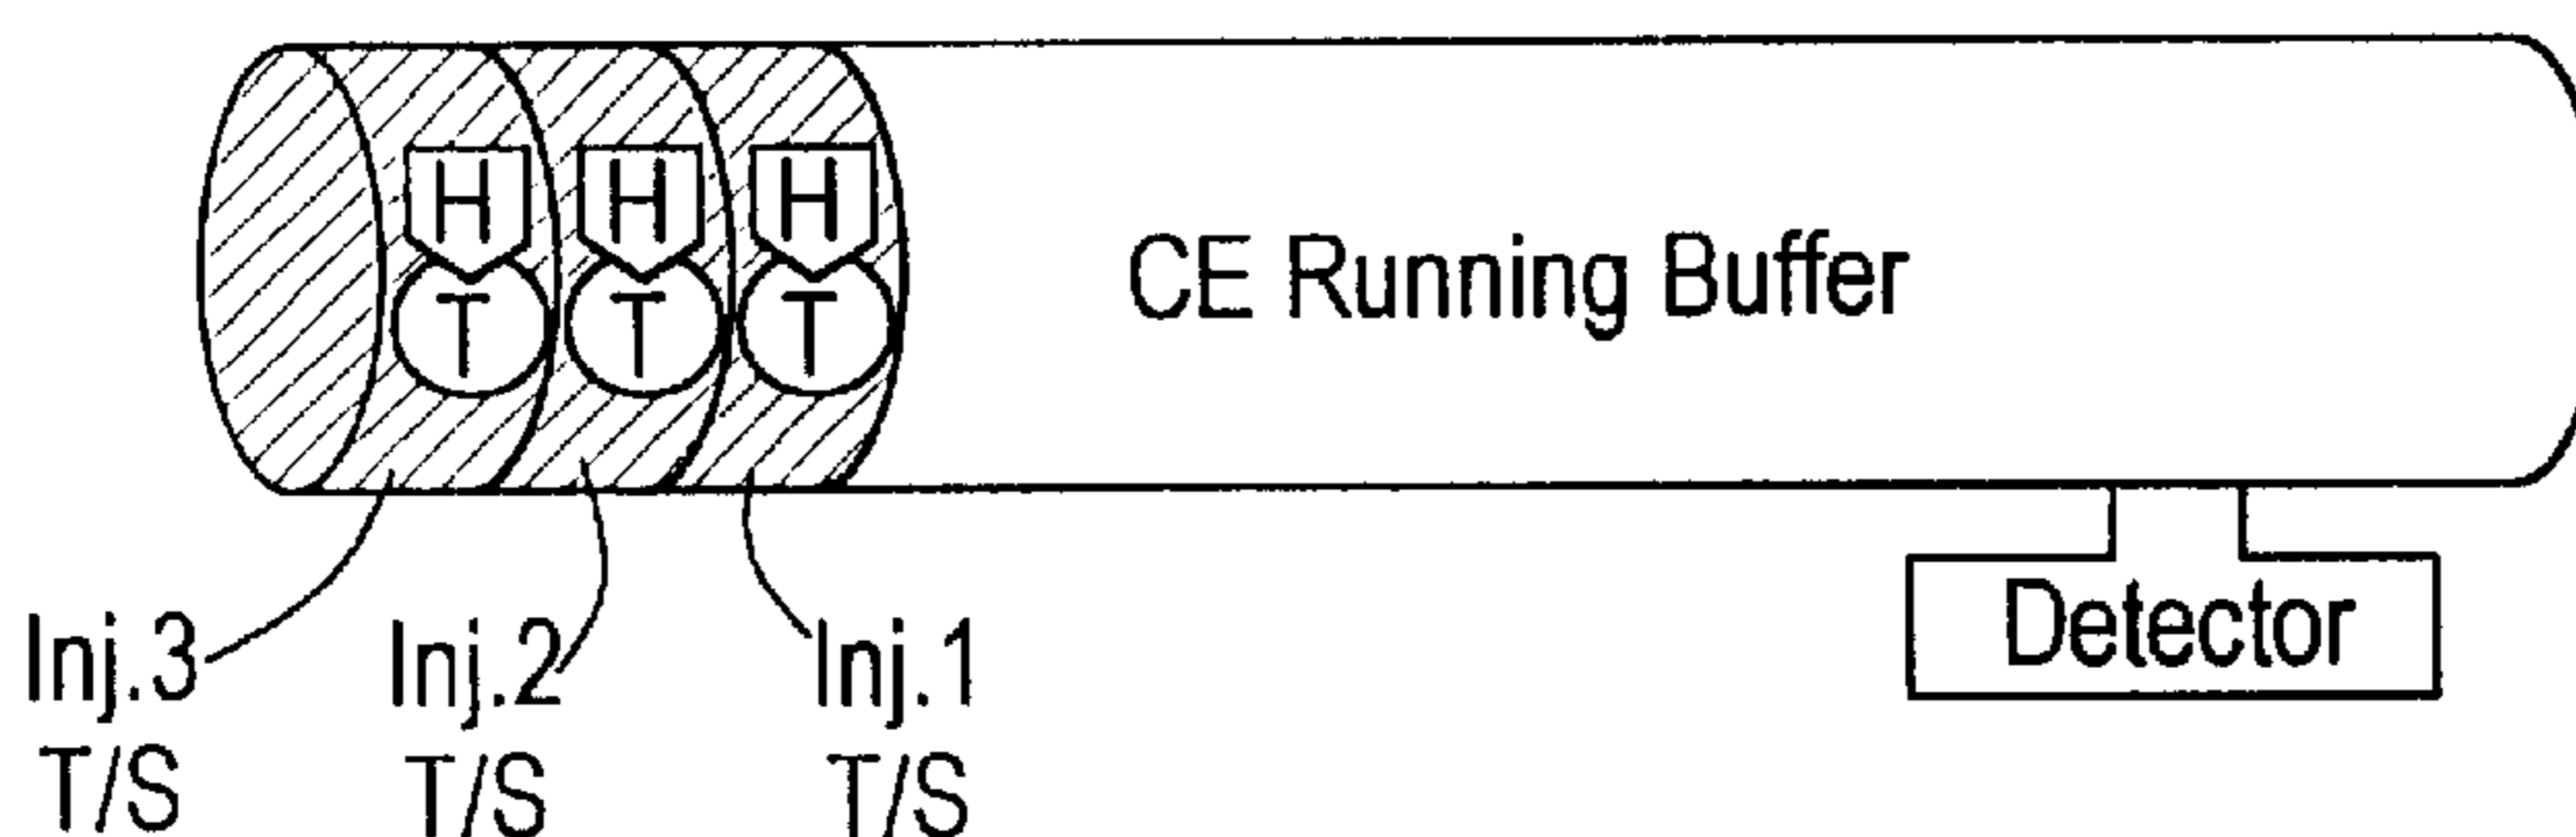 H H H
T T T
CE Running Buffer
Detector
Inj.3
T/S
Inj.2
T/S
Inj.1
T/S